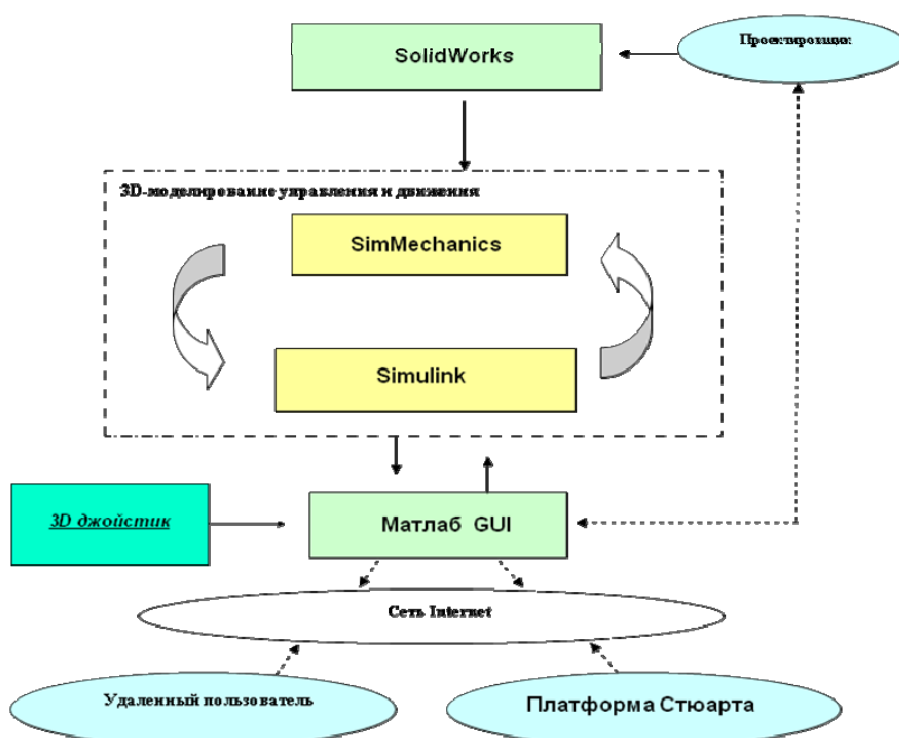 Проектировщик
SolidWorks
3D-моделирование управления и движения
SimMechanics
Simulink
3D джойстик
Матлаб GUI
Сеть Internet
Удаленный пользователь
Платформа Стюарта